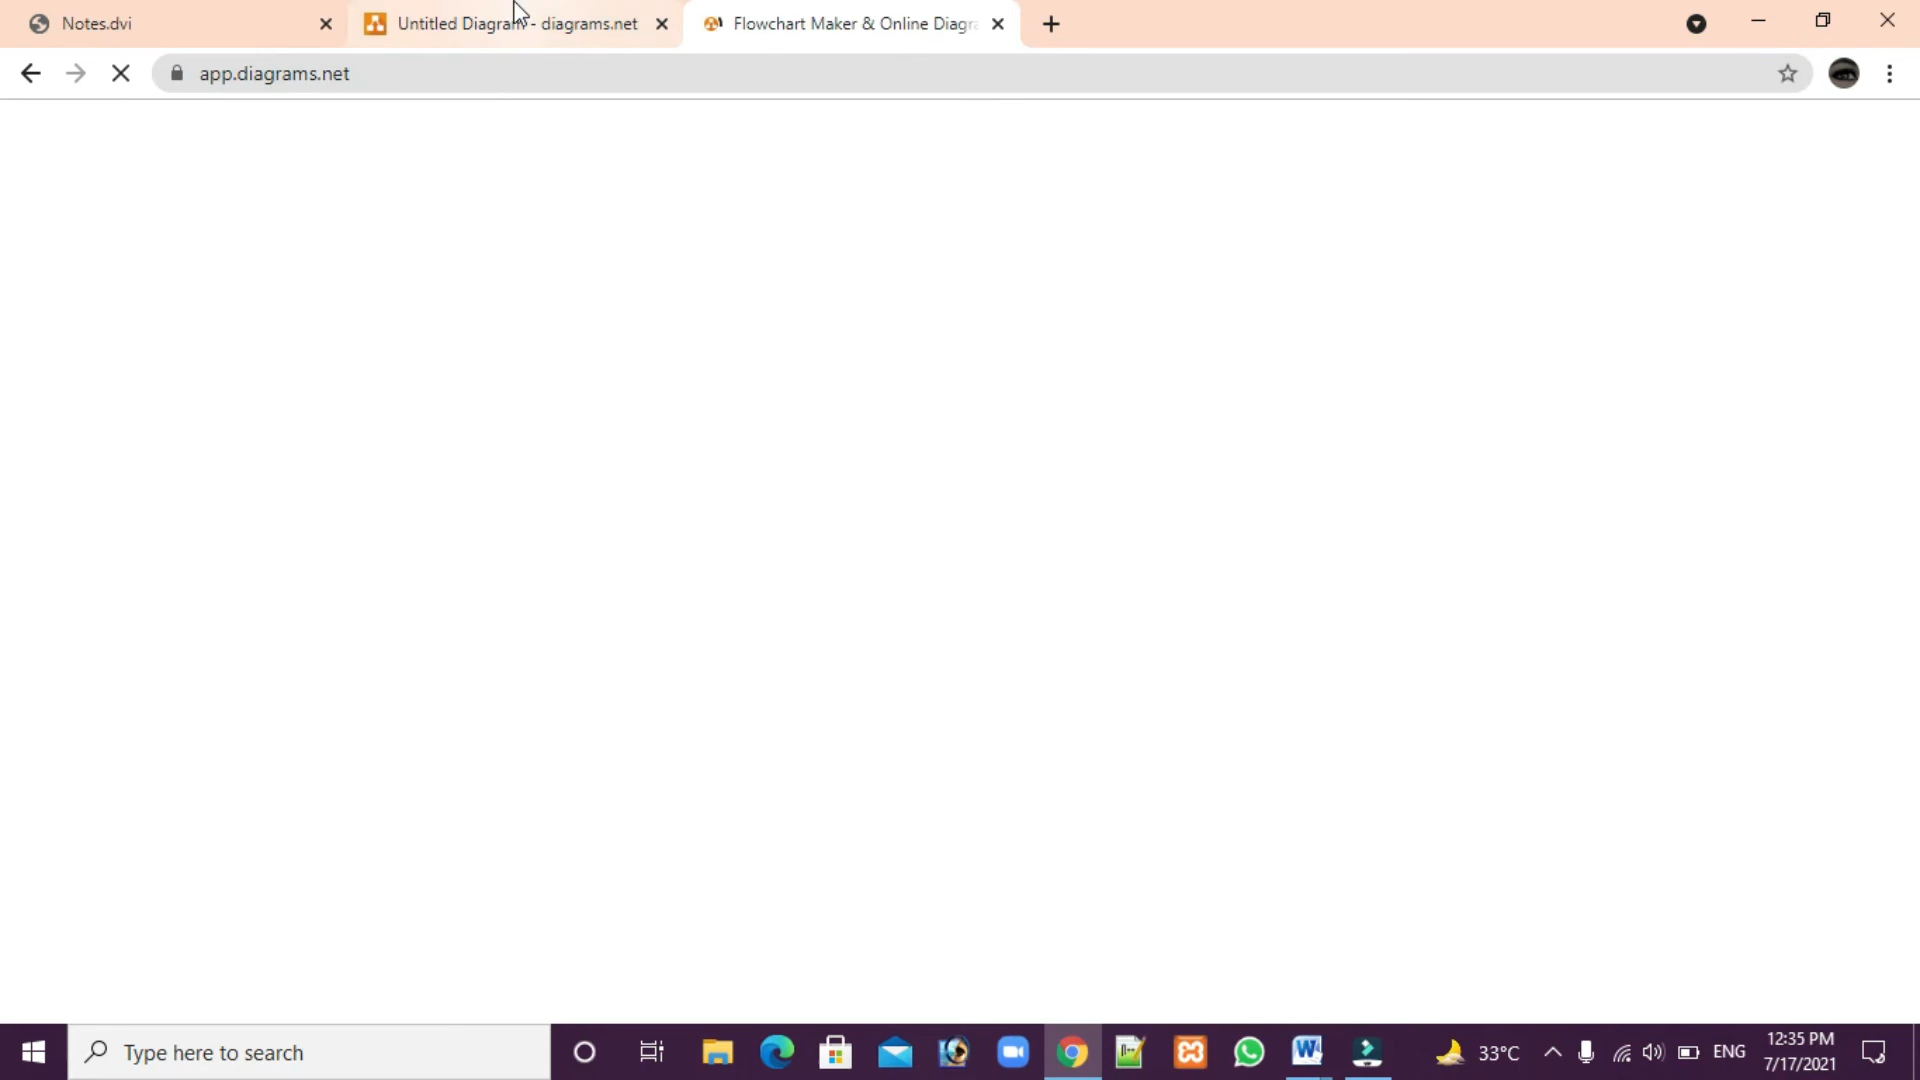 Notes.dvi
Untitled Diagram - diagrams.net
Flowchart Maker & Online Diagra
app.diagrams.net
Type here to search
33°C
ENG
12:35 PM
7/17/2021